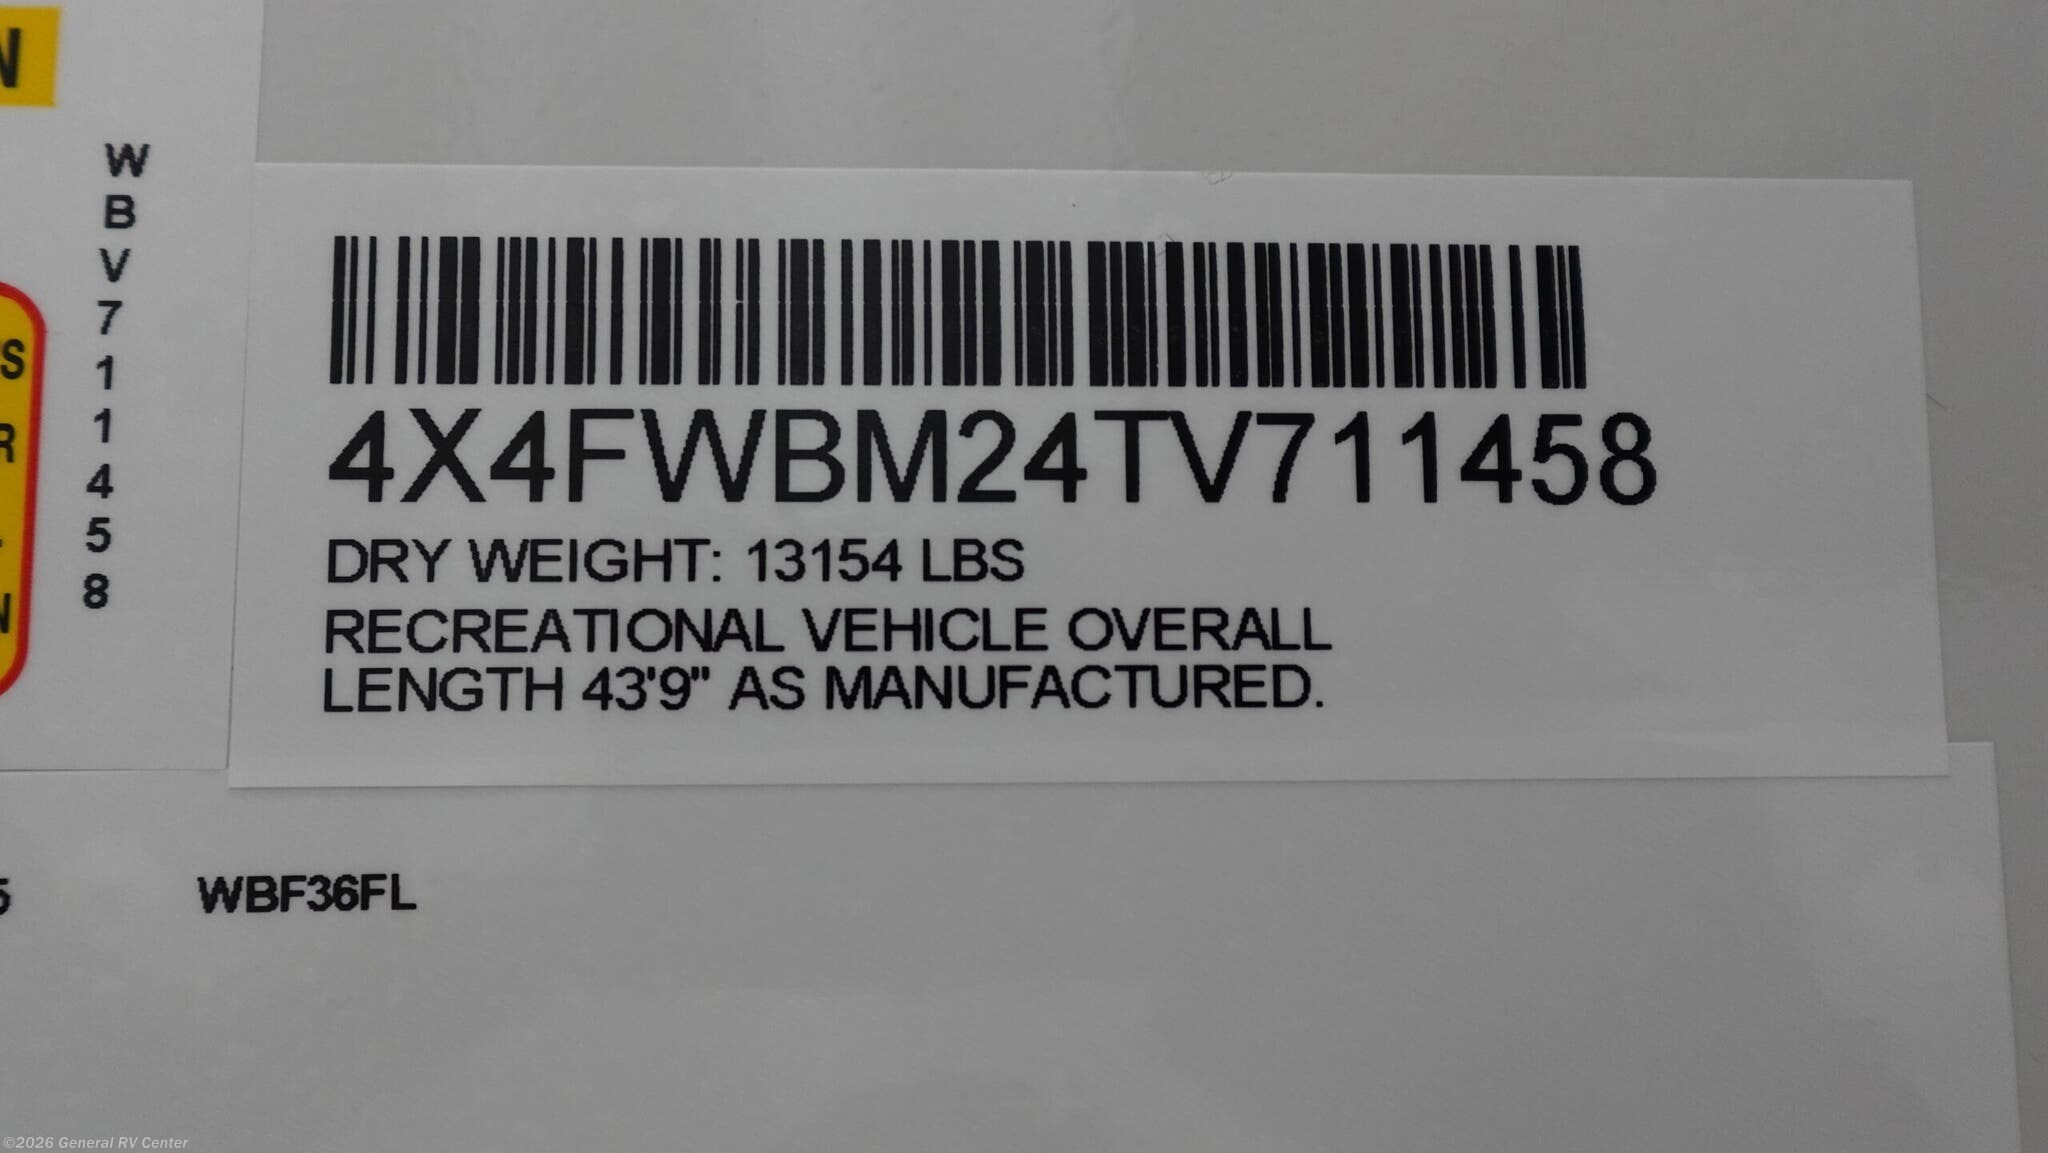 N
W
B
V
7
1
1
4
5
8
4X4FWBM24TV711458
DRY WEIGHT: 13154 LBS
RECREATIONAL VEHICLE OVERALL
LENGTH 43'9" AS MANUFACTURED.
S
R
N
5
WBF36FL
©2026 General RV Center